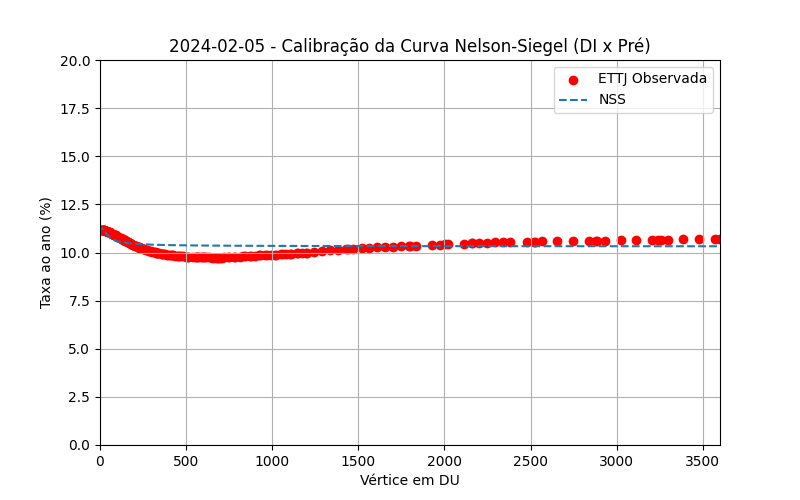 2024-02-05 - Calibração da Curva Nelson-Siegel (DI x Pré)
ETTJ Observada
NSS
Taxa ao ano (%)
20.0
17.5
15.0
12.5
10.0
7.5
5.0
2.5
0.0
0 500 1000 1500 2000 2500 3000 3500
Vértice em DU